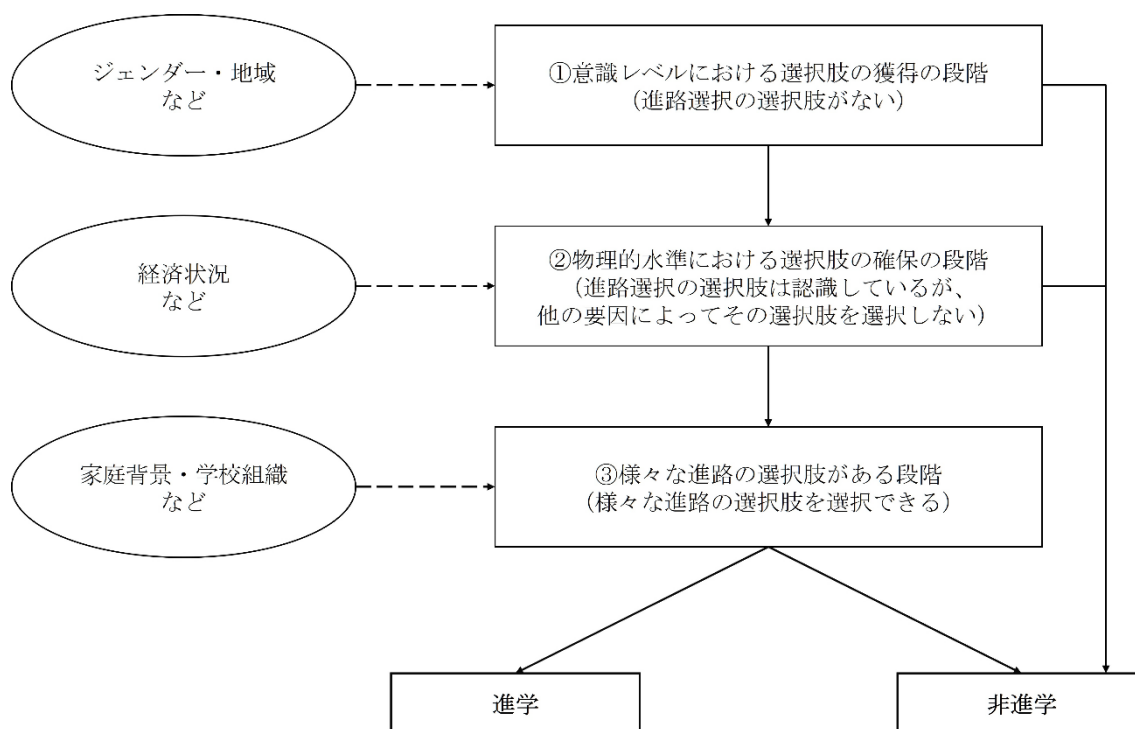 ジェンダー・地域
など
①意識レベルにおける選択肢の獲得の段階
（進路選択の選択肢がない）
経済状況
など
②物理的水準における選択肢の確保の段階
（進路選択の選択肢は認識しているが、
他の要因によってその選択肢を選択しない）
家庭背景・学校組織
など
③様々な進路の選択肢がある段階
（様々な進路の選択肢を選択できる）
進学
非進学